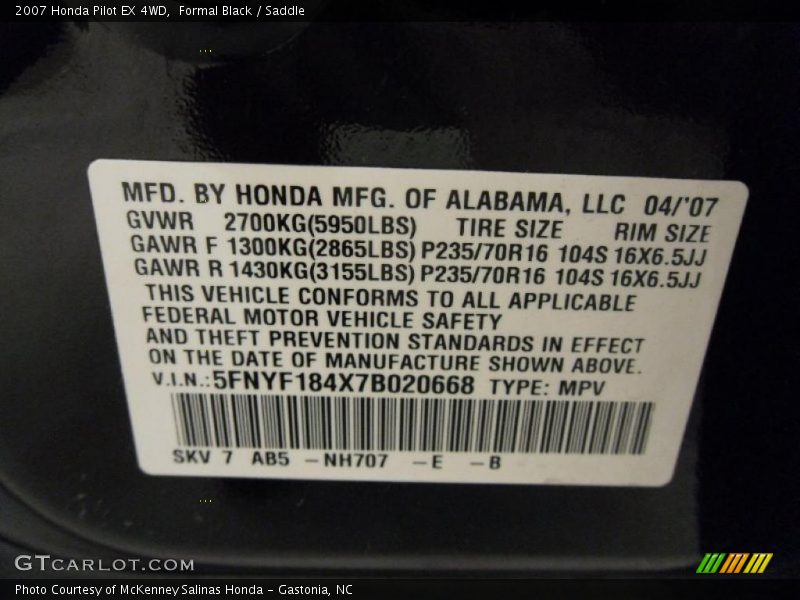 2007 Honda Pilot EX 4WD, Formal Black / Saddle
MFD. BY HONDA MFG. OF ALABAMA, LLC 04/'07
GVWR 2700KG(5950LBS) TIRE SIZE RIM SIZE
GAWR F 1300KG(2865LBS) P235/70R16 104S 16X6.5JJ
GAWR R 1430KG(3155LBS) P235/70R16 104S 16X6.5JJ
THIS VEHICLE CONFORMS TO ALL APPLICABLE
FEDERAL MOTOR VEHICLE SAFETY
AND THEFT PREVENTION STANDARDS IN EFFECT
ON THE DATE OF MANUFACTURE SHOWN ABOVE.
V.I.N.: 5FNYF184X7B020668 TYPE: MPV
SKV 7 AB5 -NH707 -E -B
GTCARLOT.COM
Photo Courtesy of McKenney Salinas Honda - Gastonia, NC